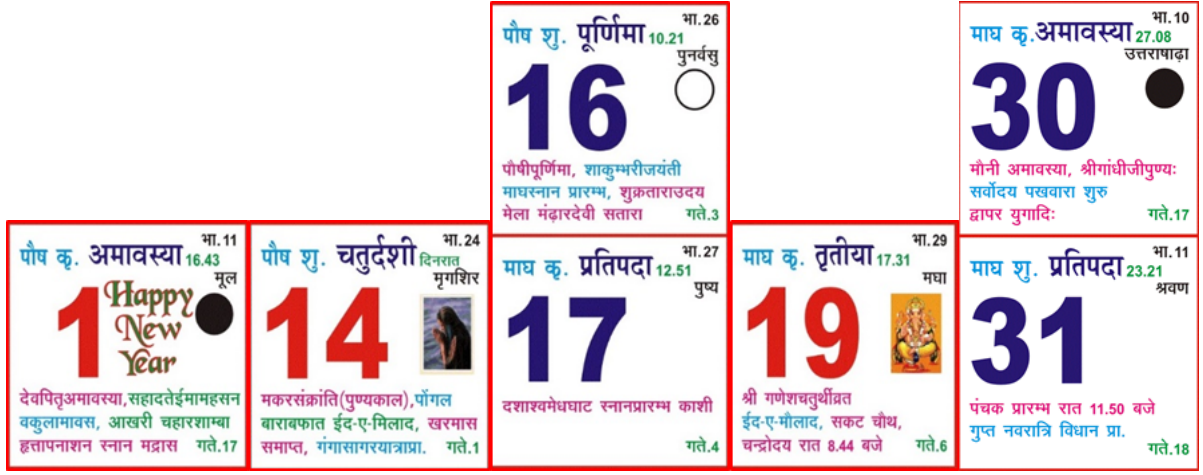 पौष शु. पूर्णिमा 10.21 भा.26
पुनर्वसु
16
पौषीपूर्णिमा, शाकुम्भरीजयंती
माघस्नान प्रारम्भ, शुक्रताराउदय
मेला मंढ़ारदेवी सतारा गते.3
माघ कृ. अमावस्या 27.08 भा.10
उत्तराषाढ़ा
30
मौनी अमावस्या, श्रीगांधीजीपुण्यः
सर्वोदय पखवारा शुरु
द्वापर युगादिः गते.17
पौष कृ. अमावस्या 16.43 भा.11
मूल
1 Happy
New
Year
देवपितृअमावस्या,सहादतेईमामहसन
वकुलामावस, आखरी चहारशाम्बा
हृत्तापनाशन स्नान मद्रास गते.17
पौष शु. चतुर्दशी दिनरात भा.24
मृगशिर
14
मकरसंक्रांति(पुण्यकाल),पोंगल
बाराबफात ईद-ए-मिलाद, खरमास
समाप्त, गंगासागरयात्राप्रा. गते.1
माघ कृ. प्रतिपदा 12.51 भा.27
पुष्य
17
दशाश्वमेधघाट स्नानप्रारम्भ काशी
गते.4
माघ कृ. तृतीया 17.31 भा.29
मघा
19
श्री गणेशचतुर्थीव्रत
ईद-ए-मौलाद, सकट चौथ,
चन्द्रोदय रात 8.44 बजे गते.6
माघ शु. प्रतिपदा 23.21 भा.11
श्रवण
31
पंचक प्रारम्भ रात 11.50 बजे
गुप्त नवरात्रि विधान प्रा.
गते.18